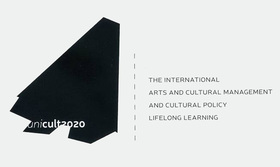 unicult2020
THE INTERNATIONAL
ARTS AND CULTURAL MANAGEMENT
AND CULTURAL POLICY
LIFELONG LEARNING